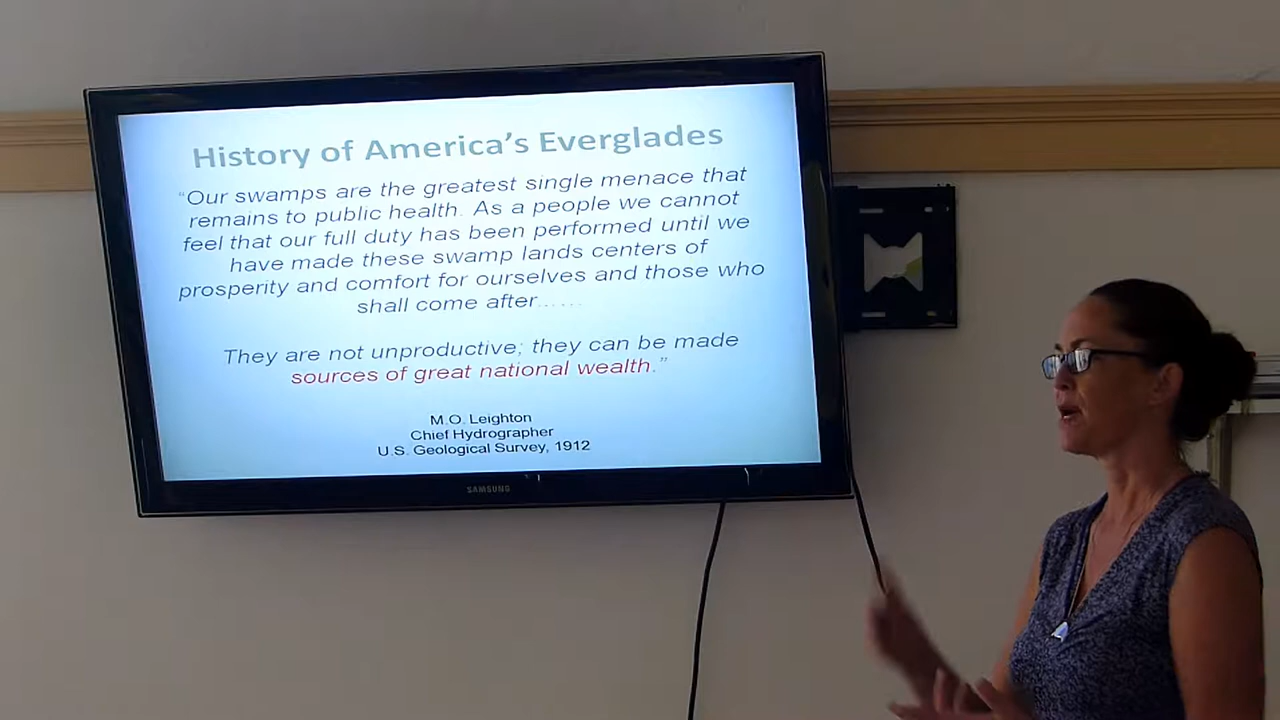 History of America's Everglades
"Our swamps are the greatest single menace that
remains to public health. As a people we cannot
feel that our full duty has been performed until we
have made these swamp lands centers of
prosperity and comfort for ourselves and those who
shall come after……
They are not unproductive; they can be made
sources of great national wealth."
M.O. Leighton
Chief Hydrographer
U.S. Geological Survey, 1912
SAMSUNG